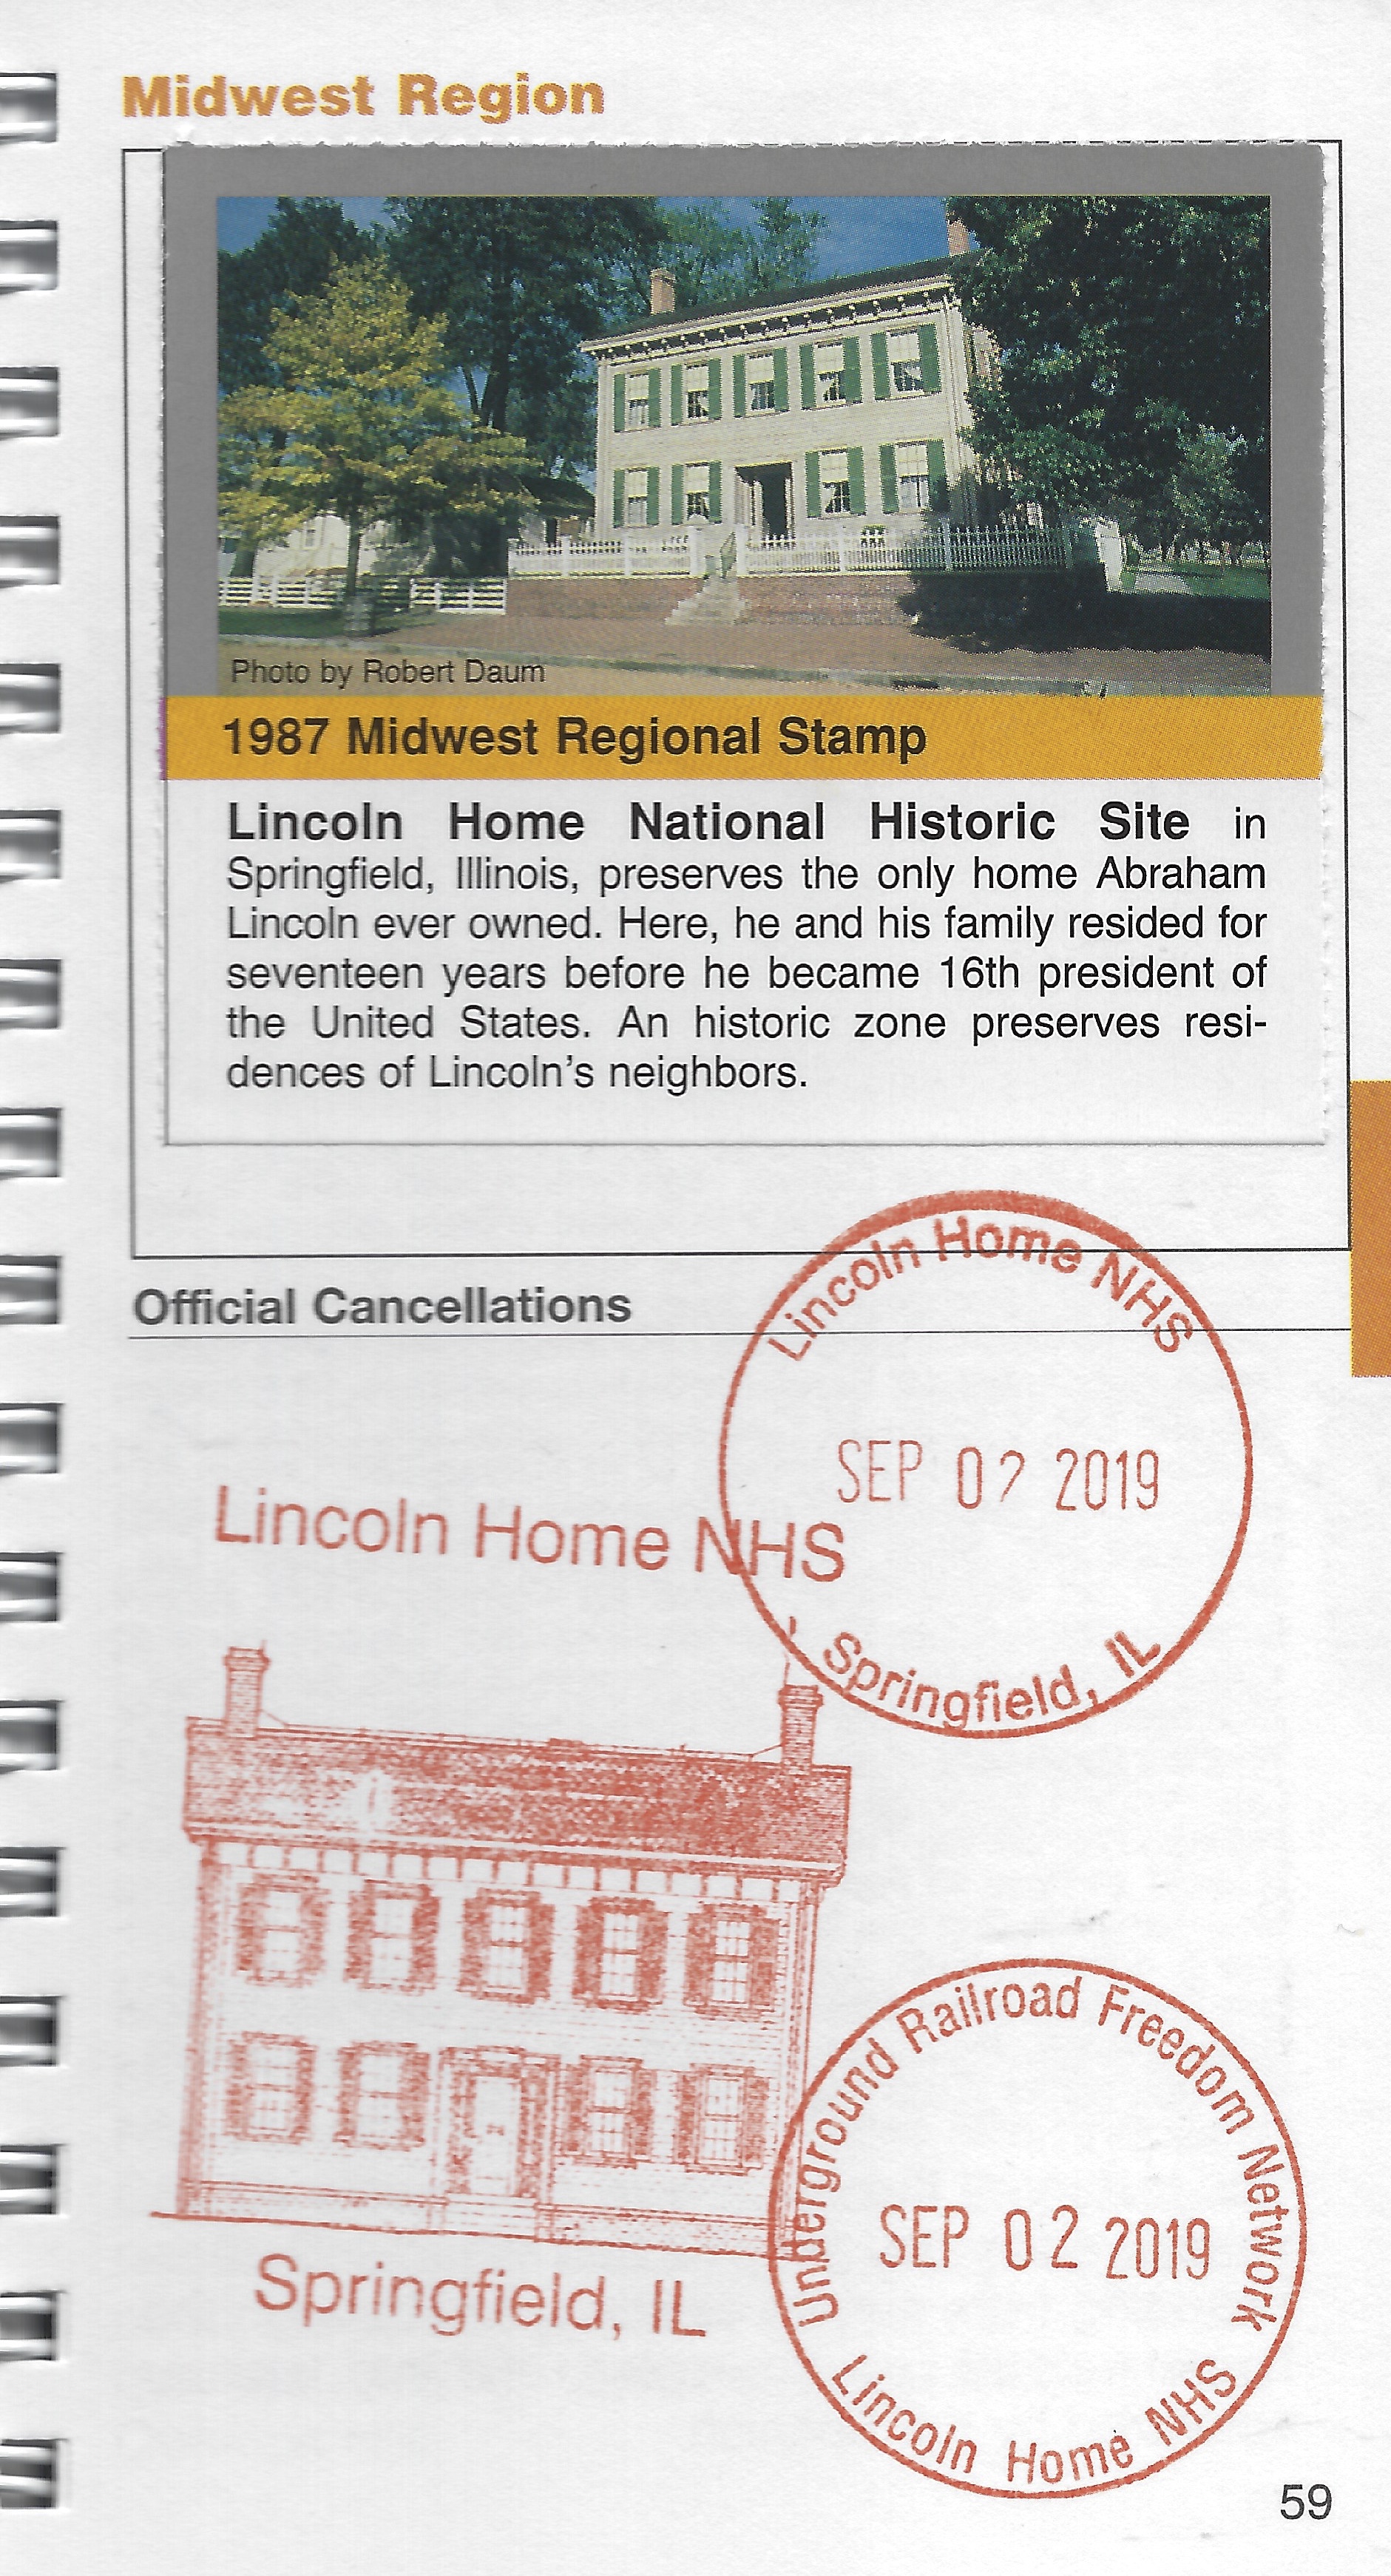 Midwest Region
Photo by Robert Daum
1987 Midwest Regional Stamp
Lincoln Home National Historic Site in
Springfield, Illinois, preserves the only home Abraham
Lincoln ever owned. Here, he and his family resided for
seventeen years before he became 16th president of
the United States. An historic zone preserves resi-
dences of Lincoln's neighbors.
Official Cancellations
Lincoln Home NHS
SEP 02 2019
Springfield, IL
Lincoln Home NHS
Springfield, IL
Underground Railroad Freedom Network
SEP 02 2019
Lincoln Home NHS
59